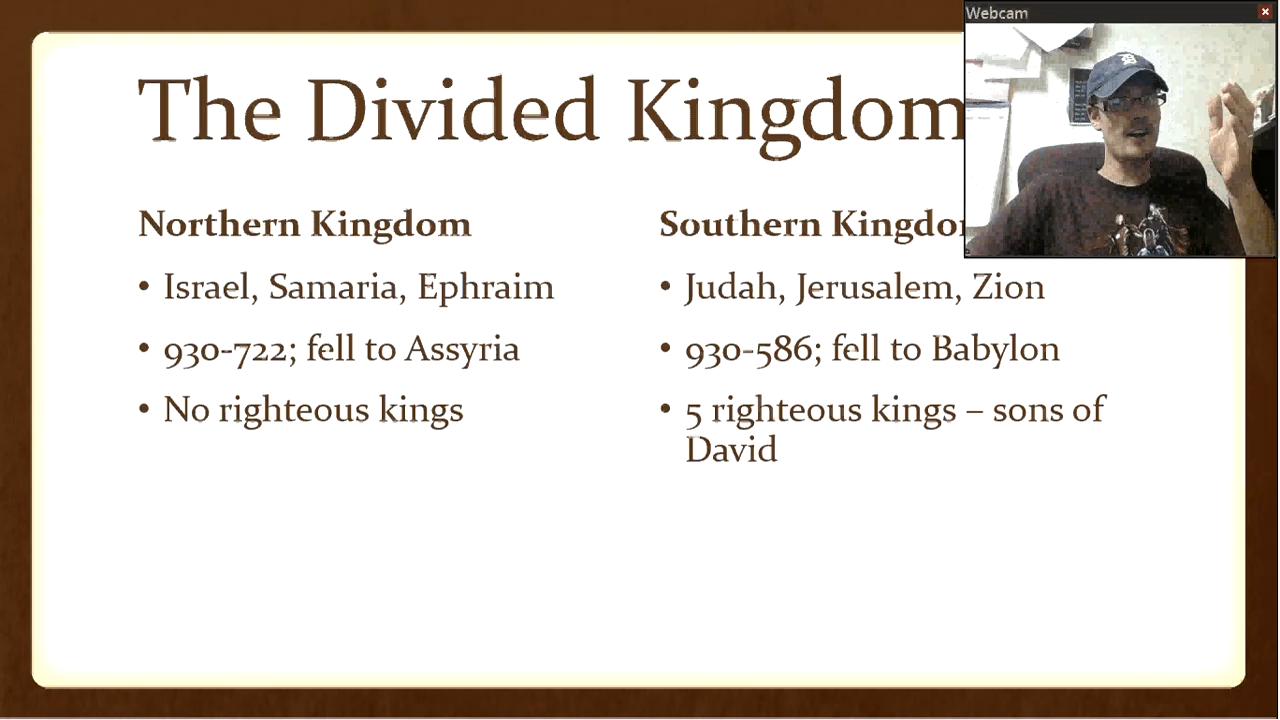 Webcam
The Divided Kingdom
Northern Kingdom
• Israel, Samaria, Ephraim
• 930-722; fell to Assyria
• No righteous kings
Southern Kingdo
• Judah, Jerusalem, Zion
• 930-586; fell to Babylon
• 5 righteous kings – sons of
David